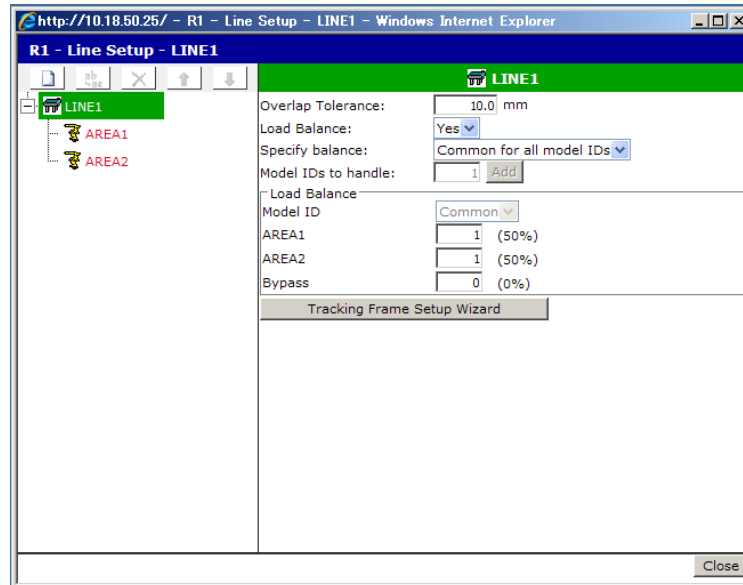 http://10.18.50.25/ - R1 - Line Setup - LINE1 - Windows Internet Explorer
R1 - Line Setup - LINE1
ab
LINE1
AREA1
AREA2
LINE1
Overlap Tolerance: 10.0 mm
Load Balance: Yes
Specify balance: Common for all model IDs
Model IDs to handle: 1 Add
Load Balance
Model ID Common
AREA1 1 (50%)
AREA2 1 (50%)
Bypass 0 (0%)
Tracking Frame Setup Wizard
Close